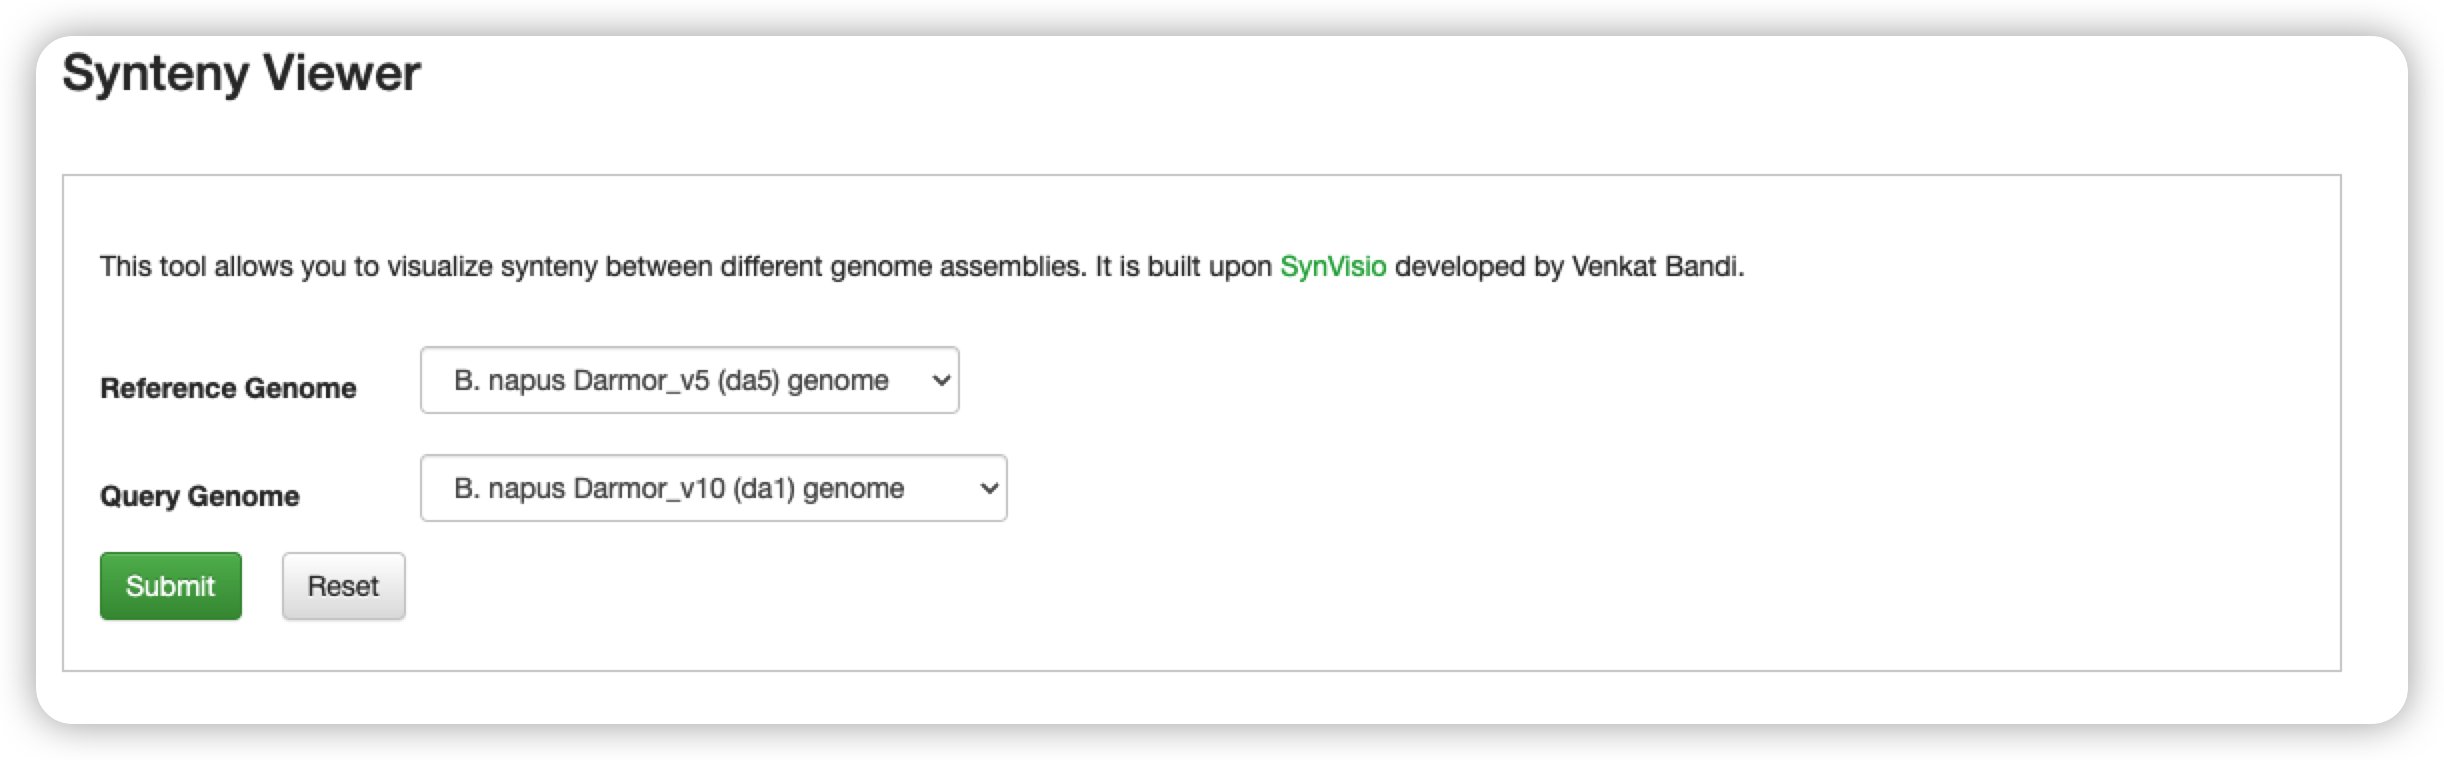 Synteny Viewer
This tool allows you to visualize synteny between different genome assemblies. It is built upon SynVisio developed by Venkat Bandi.
Reference Genome B. napus Darmor_v5 (da5) genome
Query Genome B. napus Darmor_v10 (da1) genome
Submit Reset